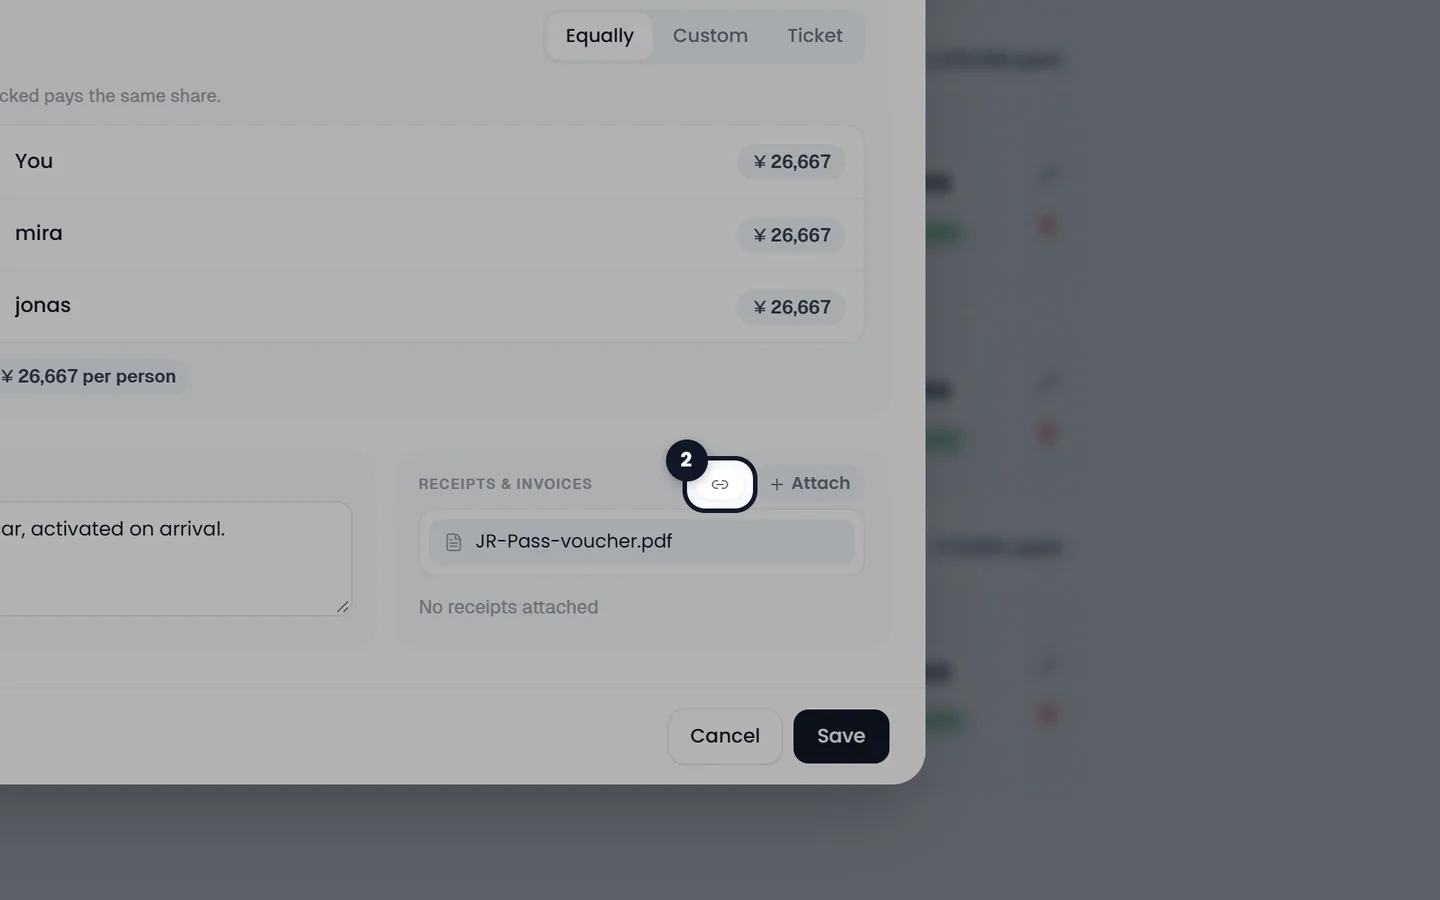 Equally Custom Ticket
cked pays the same share.
You ¥ 26,667
mira ¥ 26,667
jonas ¥ 26,667
¥ 26,667 per person
2
RECEIPTS & INVOICES + Attach
ar, activated on arrival.
JR-Pass-voucher.pdf
No receipts attached
Cancel Save